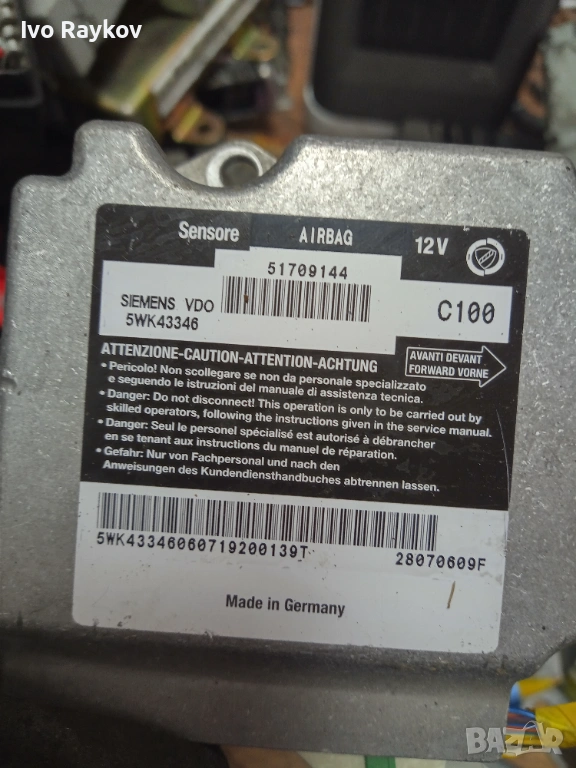 Ivo Raykov
Sensore AIRBAG 12V
51709144
SIEMENS VDO
5WK43346
C100
ATTENZIONE-CAUTION-ATTENTION-ACHTUNG
AVANTI DEVANT
FORWARD VORNE
• Pericolo! Non scollegare se non da personale specializzato
e seguendo le istruzioni del manuale di assistenza tecnica.
• Danger: Do not disconnect! This operation is only to be carried out by
skilled operators, following the instructions given in the service manual.
• Danger: Seul le personel spécialisé est autorisé à débrancher
en se tenant aux instructions du manuel de réparation.
• Gefahr: Nur von Fachpersonal und nach den
Anweisungen des Kundendiensthandbuches abtrennen lassen.
5WK43346060719200139T
28070609F
Made in Germany
BAZAR